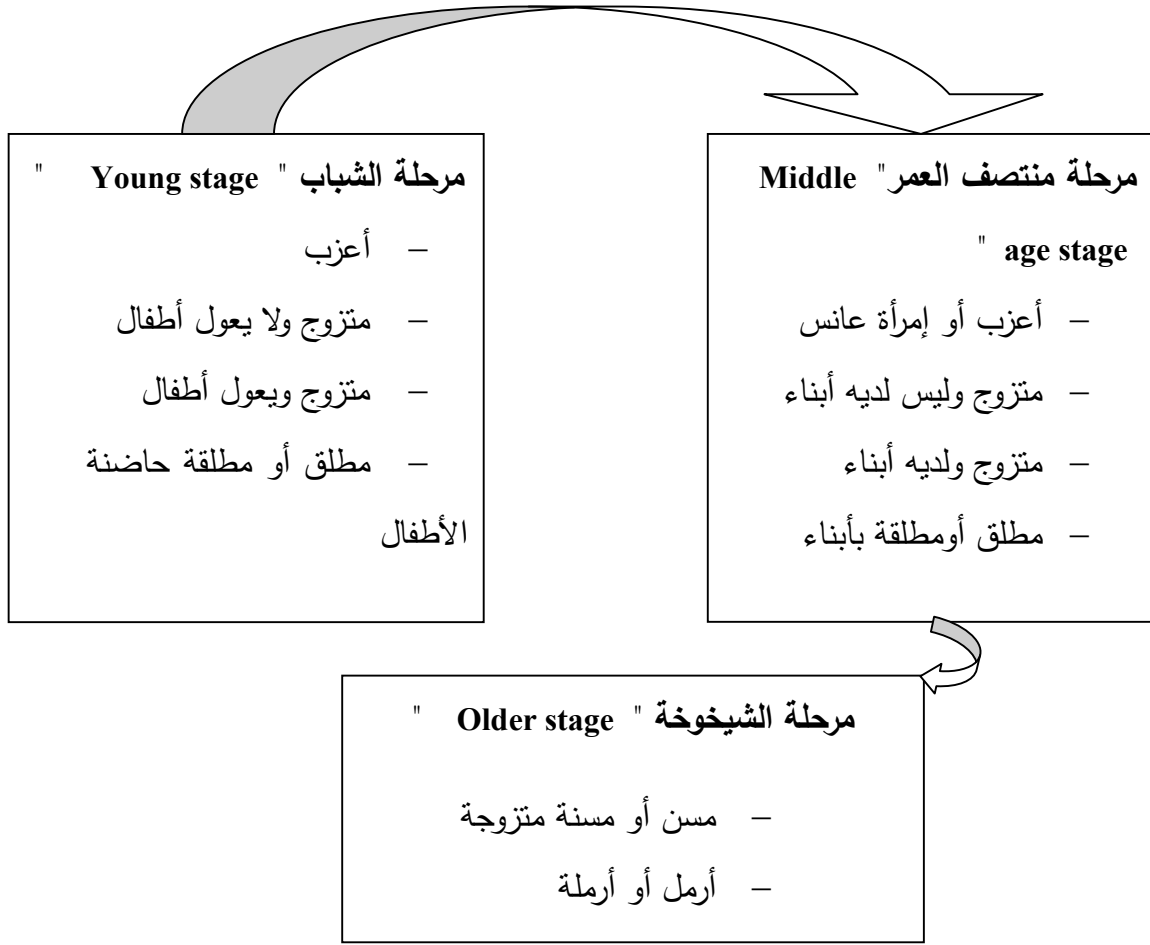 مرحلة الشباب " Young stage "
– أعزب
– متزوج ولا يعول أطفال
– متزوج ويعول أطفال
– مطلق أو مطلقة حاضنة
الأطفال
مرحلة منتصف العمر" Middle
age stage "
– أعزب أو إمرأة عانس
– متزوج وليس لديه أبناء
– متزوج ولديه أبناء
– مطلق أومطلقة بأبناء
مرحلة الشيخوخة " Older stage "
– مسن أو مسنة متزوجة
– أرمل أو أرملة